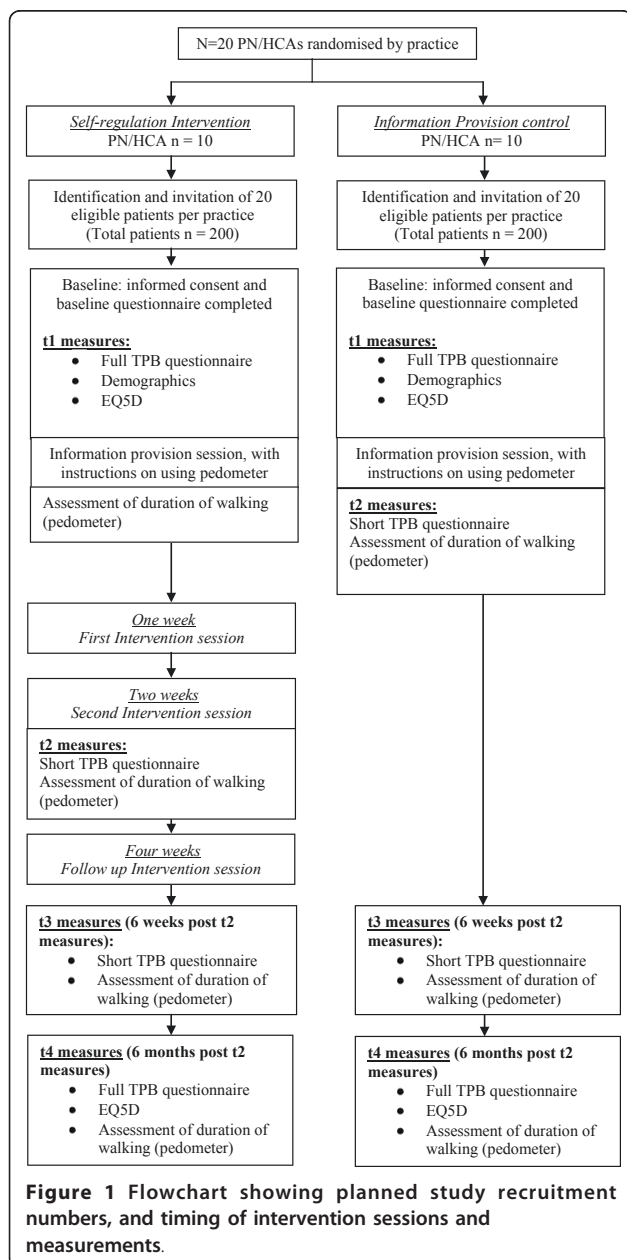 N=20 PN/HCAs randomised by practice
Self-regulation Intervention
PN/HCA n = 10
Identification and invitation of 20
eligible patients per practice
(Total patients n = 200)
Baseline: informed consent and
baseline questionnaire completed
t1 measures:
● Full TPB questionnaire
● Demographics
● EQ5D
Information provision session, with
instructions on using pedometer
Assessment of duration of walking
(pedometer)
One week
First Intervention session
Two weeks
Second Intervention session
t2 measures:
Short TPB questionnaire
Assessment of duration of walking
(pedometer)
Four weeks
Follow up Intervention session
t3 measures (6 weeks post t2
measures):
● Short TPB questionnaire
● Assessment of duration of
walking (pedometer)
t4 measures (6 months post t2
measures)
● Full TPB questionnaire
● EQ5D
● Assessment of duration of
walking (pedometer)
Information Provision control
PN/HCA n= 10
Identification and invitation of 20
eligible patients per practice
(Total patients n = 200)
Baseline: informed consent and
baseline questionnaire completed
t1 measures:
● Full TPB questionnaire
● Demographics
● EQ5D
Information provision session, with
instructions on using pedometer
t2 measures:
Short TPB questionnaire
Assessment of duration of walking
(pedometer)
t3 measures (6 weeks post t2
measures):
● Short TPB questionnaire
● Assessment of duration of
walking (pedometer)
t4 measures (6 months post t2
measures)
● Full TPB questionnaire
● EQ5D
● Assessment of duration of
walking (pedometer)
Figure 1 Flowchart showing planned study recruitment
numbers, and timing of intervention sessions and
measurements.